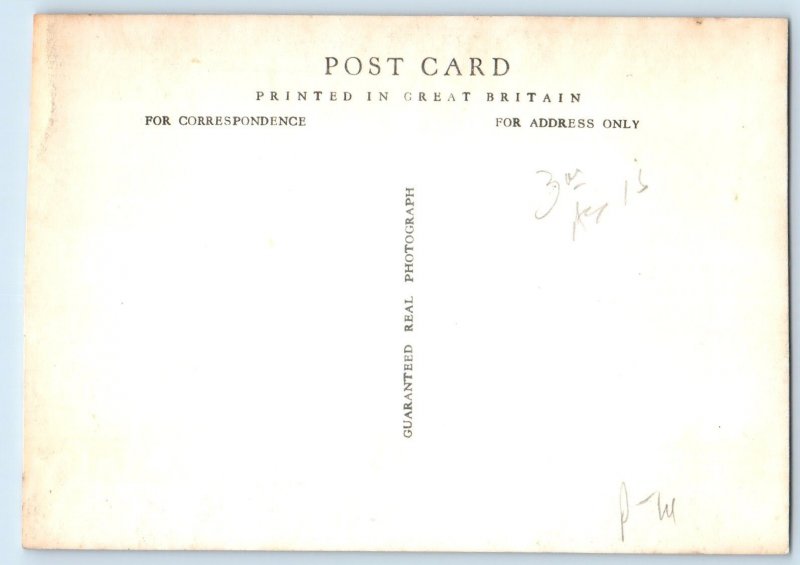 POST CARD
PRINTED IN GREAT BRITAIN
FOR CORRESPONDENCE
FOR ADDRESS ONLY
GUARANTEED REAL PHOTOGRAPH